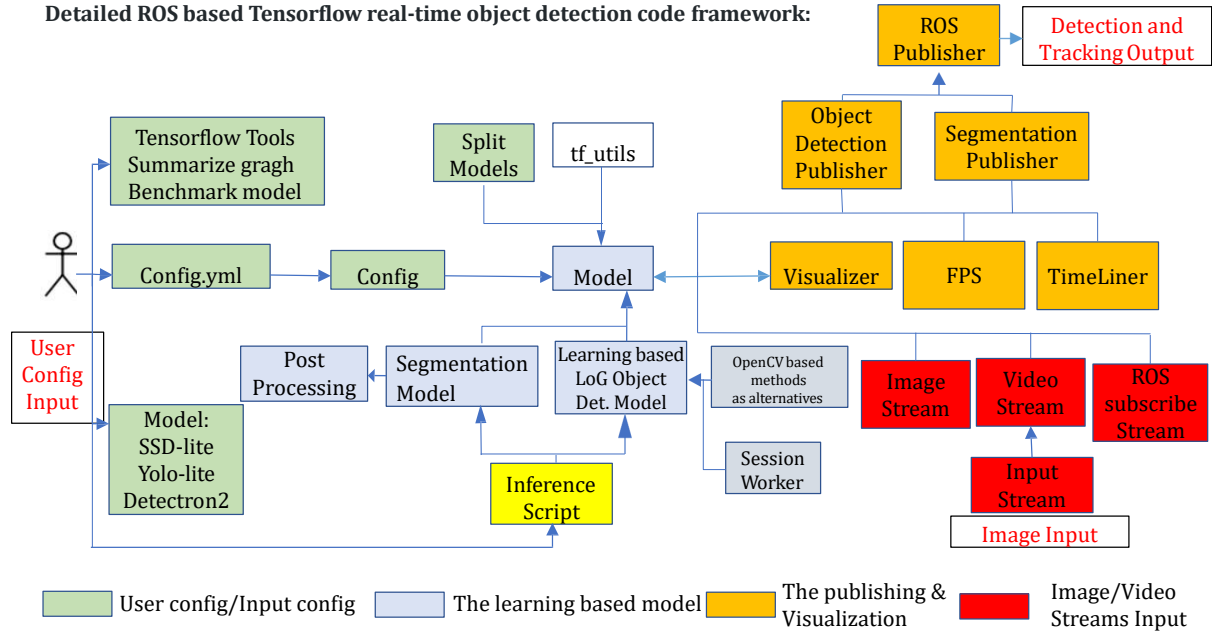 Detailed ROS based Tensorflow real-time object detection code framework:
ROS
Publisher
Detection and
Tracking Output
Tensorflow Tools
Summarize gragh
Benchmark model
Split
Models
tf_utils
Object
Detection
Publisher
Segmentation
Publisher
Config.yml
Config
Model
Visualizer
FPS
TimeLiner
User
Config
Input
Post
Processing
Segmentation
Model
Learning based
LoG Object
Det. Model
OpenCV based
methods
as alternatives
Image
Stream
Video
Stream
ROS
subscribe
Stream
Model:
SSD-lite
Yolo-lite
Detectron2
Inference
Script
Session
Worker
Input
Stream
Image Input
User config/Input config
The learning based model
The publishing &
Visualization
Image/Video
Streams Input